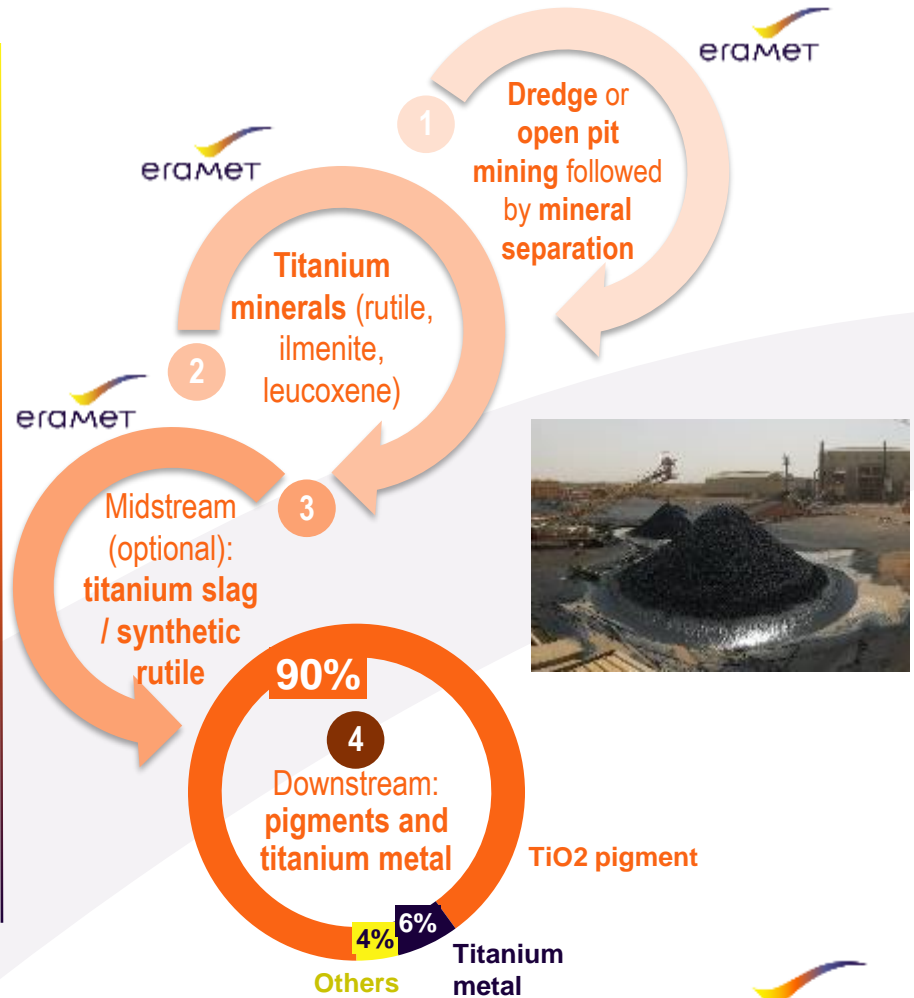 eramet
1
Dredge or
open pit
mining followed
by mineral
separation
eramet
Titanium
minerals (rutile,
ilmenite,
leucoxene)
2
eramet
3
Midstream
(optional):
titanium slag
/ synthetic
rutile
90%
4
Downstream:
pigments and
titanium metal
TiO2 pigment
6%
4%
Titanium
metal
Others